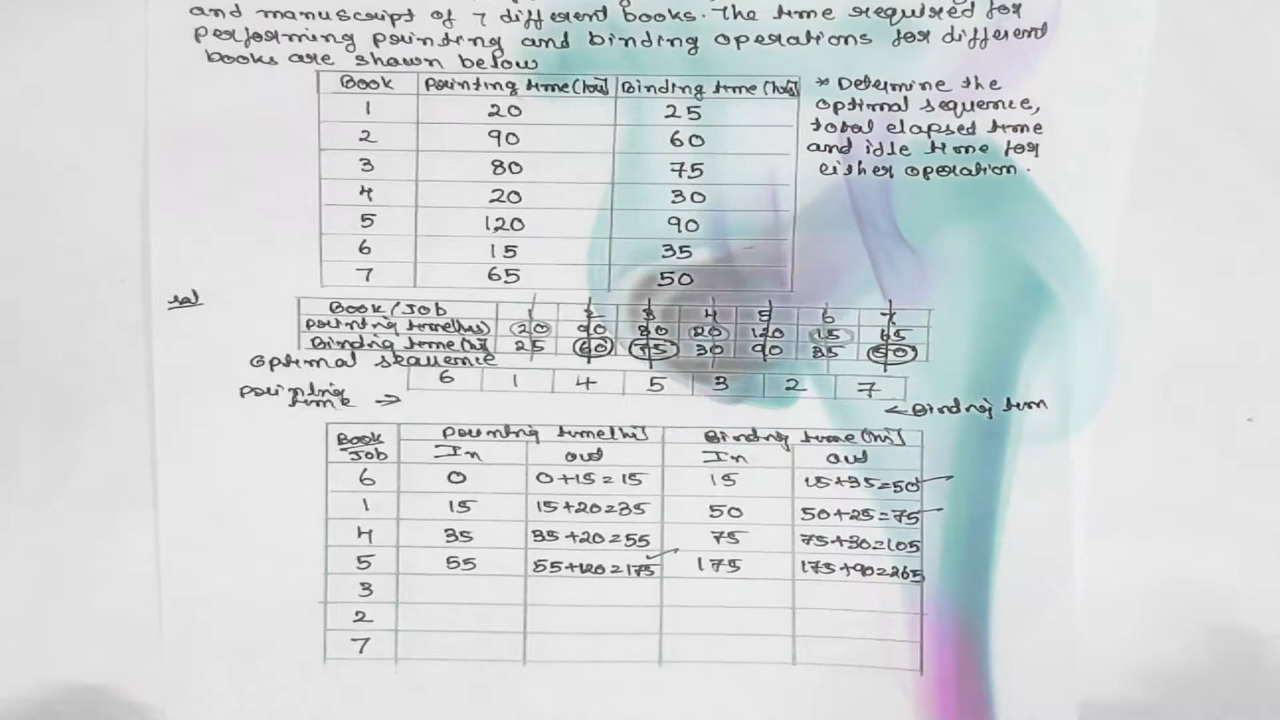 and manuscript of 7 different books. The time required for
performing printing and binding operations for different
books are shown below
Book Printing time (hrs) Binding time (hrs)
1 20 25
2 90 60
3 80 75
4 20 30
5 120 90
6 15 35
7 65 50
* Determine the
optimal sequence,
total elapsed time
and idle time for
either operation.
sol
Book/Job 1 2 3 4 5 6 7
Printing time(hrs) 20 90 80 20 120 15 65
Binding time(h) 25 60 75 30 90 35 50
Optimal sequence
6 1 4 5 3 2 7
Printing
time →
← Binding time
Book
Job
Printing time(hr) Binding time(hr)
In out In out
6 0 0+15=15 15 15+35=50
1 15 15+20=35 50 50+25=75
4 35 35+20=55 75 75+30=105
5 55 55+120=175 175 175+90=265
3
2
7